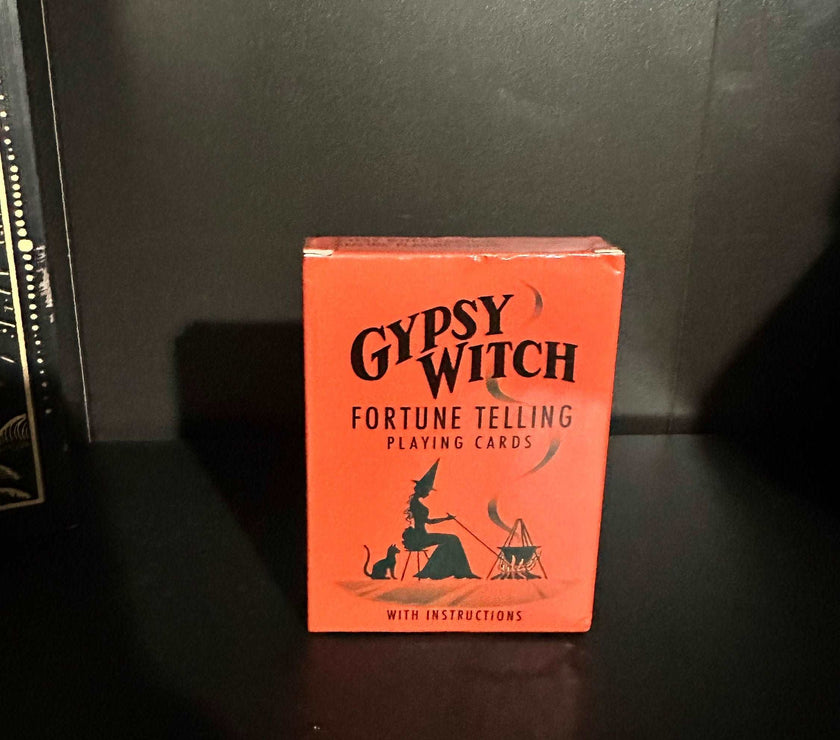 GYPSY
WITCH
FORTUNE TELLING
PLAYING CARDS
WITH INSTRUCTIONS